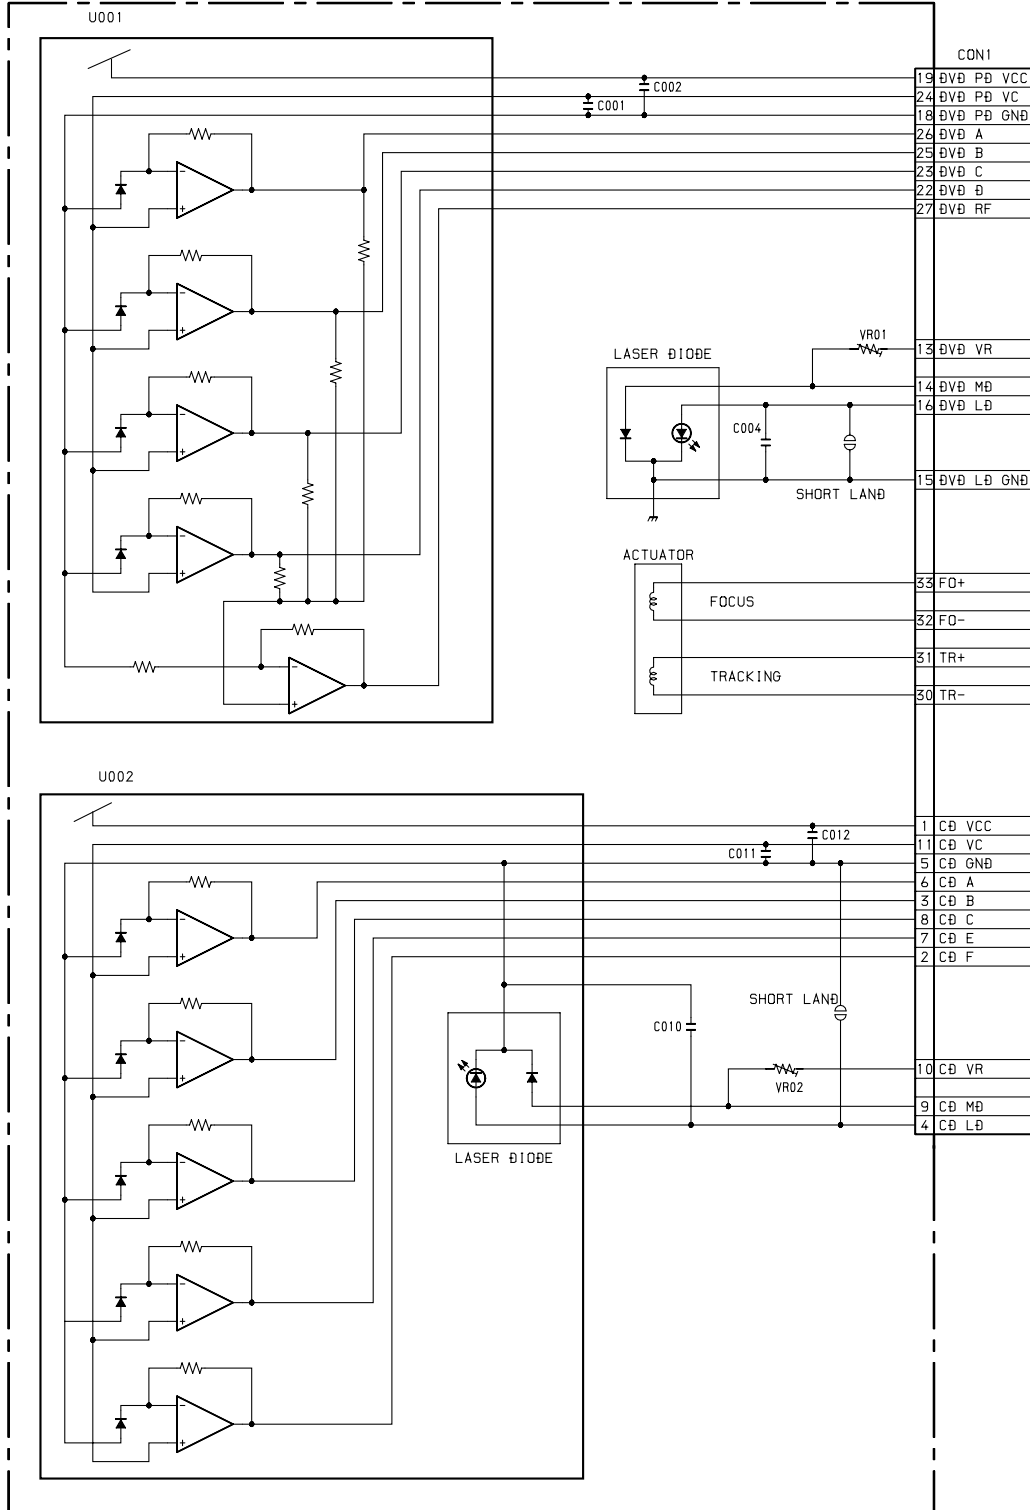 U001
CON1
19 DVD PD VCC
C002
24 DVD PD VC
C001
18 DVD PD GND
26 DVD A
25 DVD B
23 DVD C
22 DVD D
27 DVD RF
VR01
13 DVD VR
LASER DIODE
14 DVD MD
16 DVD LD
C004
15 DVD LD GND
SHORT LAND
ACTUATOR
33 FO+
FOCUS
32 FO-
31 TR+
TRACKING
30 TR-
U002
1 CD VCC
C012
11 CD VC
C011
5 CD GND
6 CD A
3 CD B
8 CD C
7 CD E
2 CD F
SHORT LAND
C010
10 CD VR
VR02
9 CD MD
4 CD LD
LASER DIODE